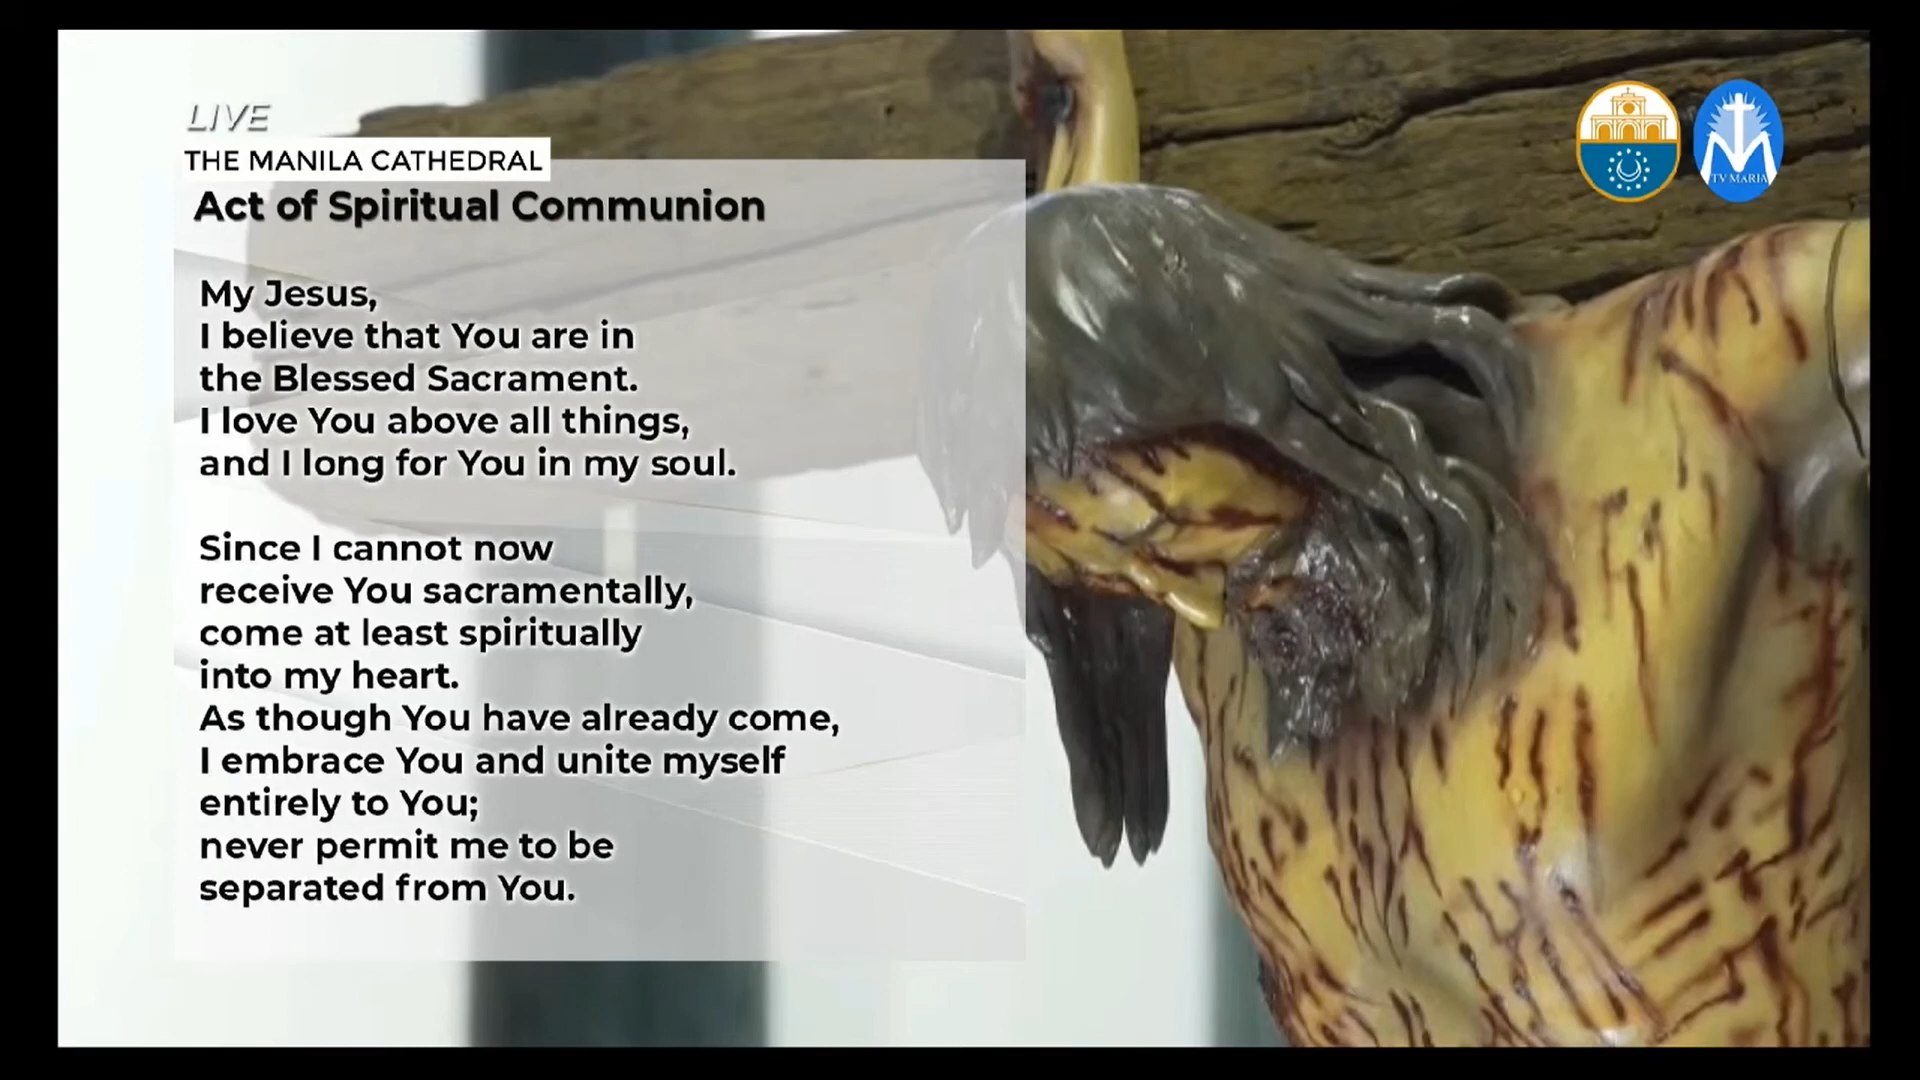 LIVE
THE MANILA CATHEDRAL
Act of Spiritual Communion
My Jesus,
I believe that You are in
the Blessed Sacrament.
I love You above all things,
and I long for You in my soul.
Since I cannot now
receive You sacramentally,
come at least spiritually
into my heart.
As though You have already come,
I embrace You and unite myself
entirely to You;
never permit me to be
separated from You.
TV MARIA